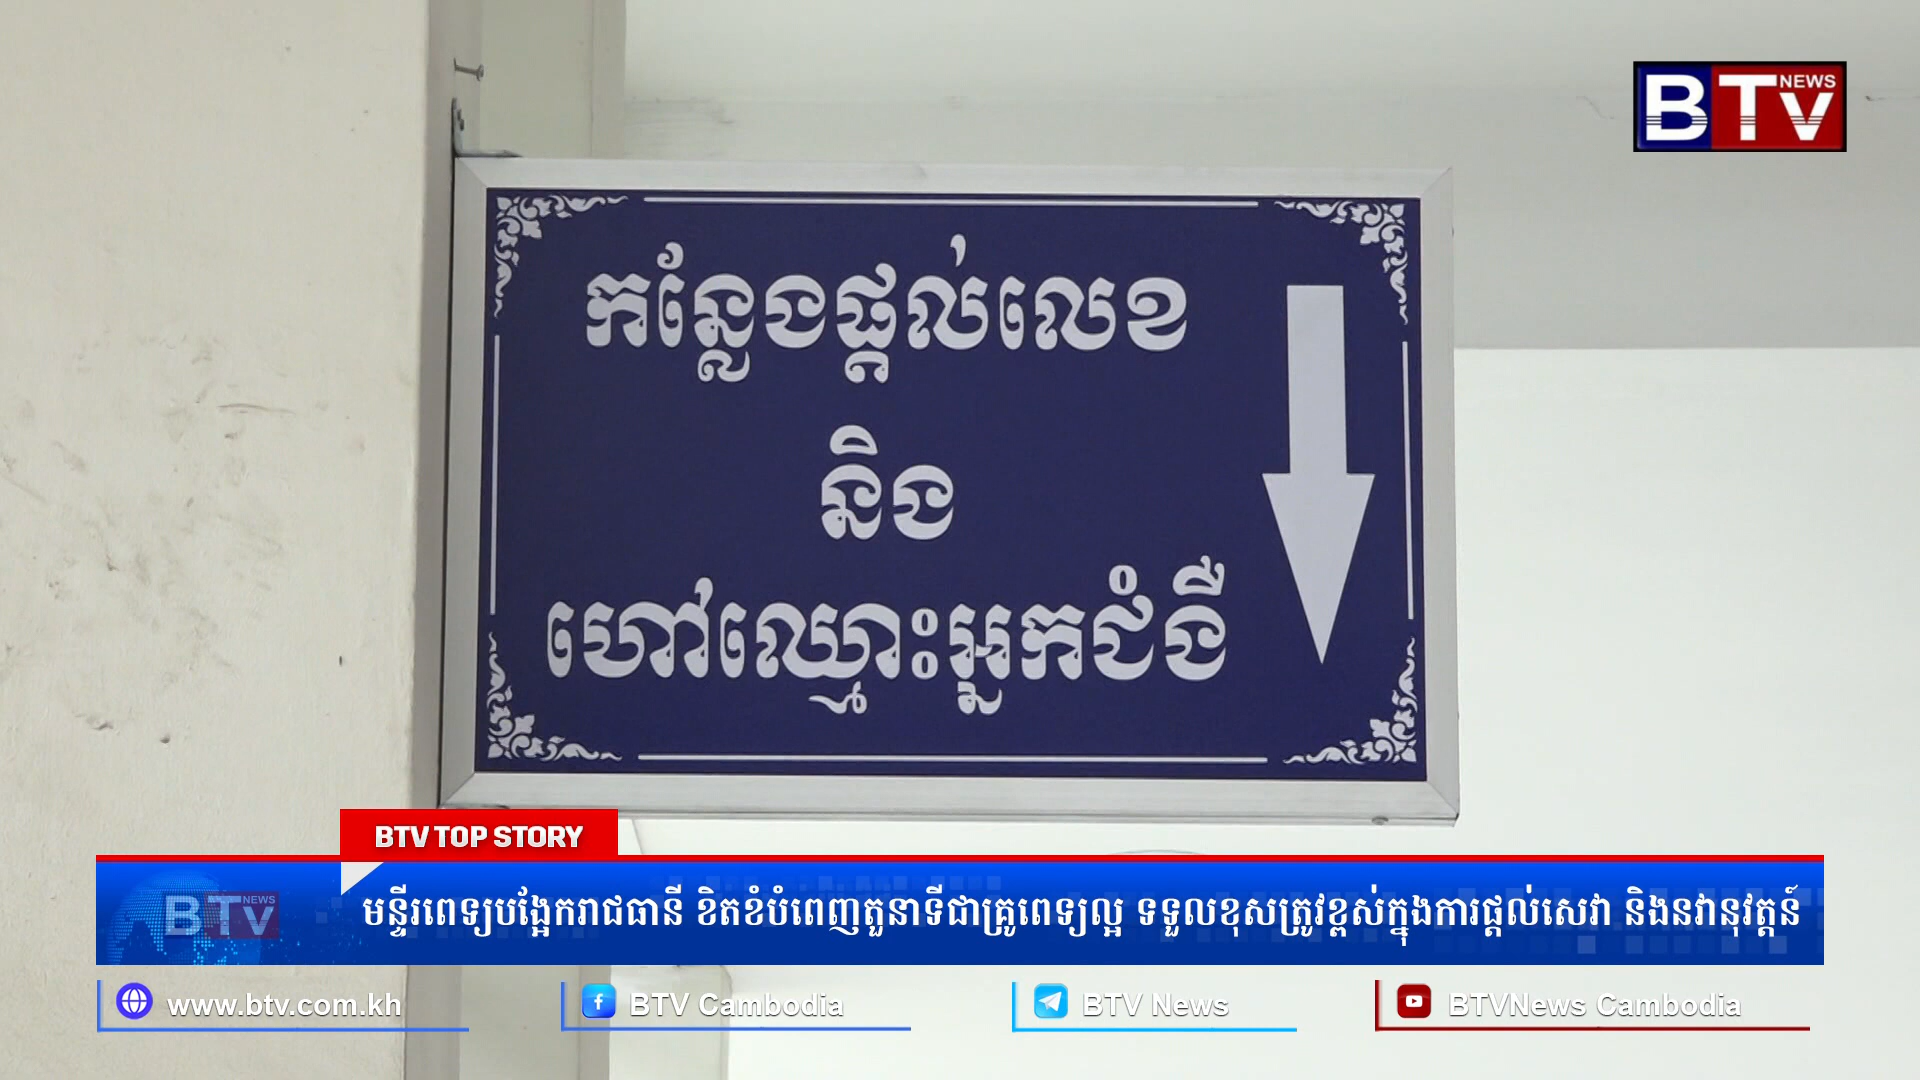 BTV NEWS
កន្លែងផ្ដល់លេខ
និង
ហៅឈ្មោះអ្នកជំងឺ
BTV TOP STORY
BTV NEWS
មន្ទីរពេទ្យបង្អែករាជធានី ខិតខំបំពេញតួនាទីជាគ្រូពេទ្យល្អ ទទួលខុសត្រូវខ្ពស់ក្នុងការផ្ដល់សេវា និងនវានុវត្តន៍
www.btv.com.kh
BTV Cambodia
BTV News
BTVNews Cambodia